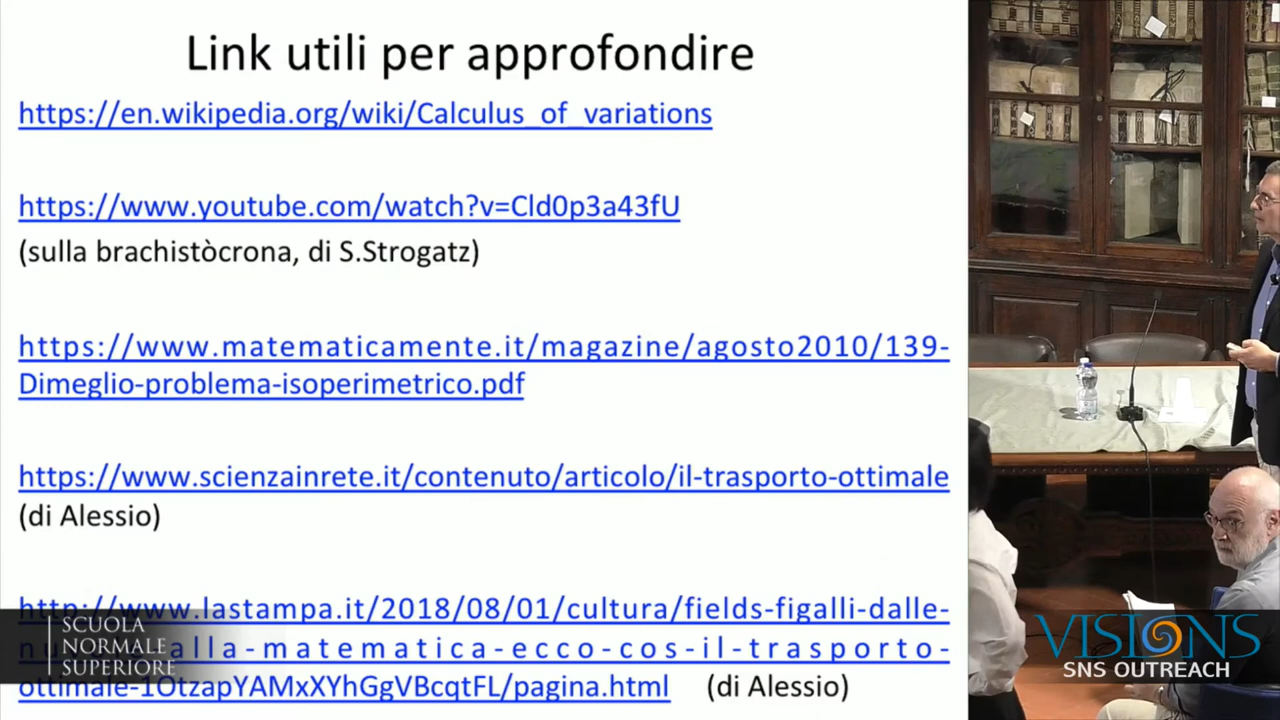 Link utili per approfondire
https://en.wikipedia.org/wiki/Calculus_of_variations
https://www.youtube.com/watch?v=Cld0p3a43fU
(sulla brachistòcrona, di S.Strogatz)
https://www.matematicamente.it/magazine/agosto2010/139-
Dimeglio-problema-isoperimetrico.pdf
https://www.scienzainrete.it/contenuto/articolo/il-trasporto-ottimale
(di Alessio)
http://www.lastampa.it/2018/08/01/cultura/fields-figalli-dalle-
alla-matematica-ecco-cos-il-trasporto-
ottimale-1OtzapYAMxXYhGgVBcqtFL/pagina.html (di Alessio)
SCUOLA
NORMALE
SUPERIORE
VISIONS
SNS OUTREACH